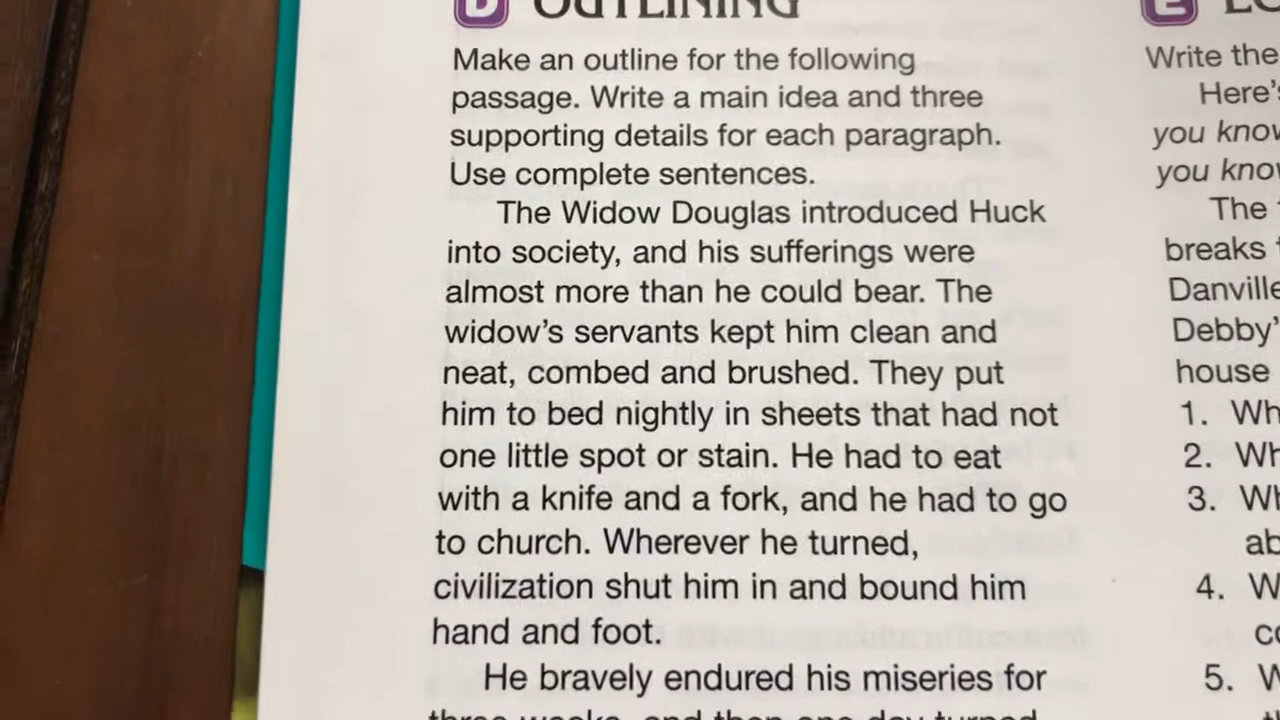 D OUTLINING
Make an outline for the following
passage. Write a main idea and three
supporting details for each paragraph.
Use complete sentences.
The Widow Douglas introduced Huck
into society, and his sufferings were
almost more than he could bear. The
widow's servants kept him clean and
neat, combed and brushed. They put
him to bed nightly in sheets that had not
one little spot or stain. He had to eat
with a knife and a fork, and he had to go
to church. Wherever he turned,
civilization shut him in and bound him
hand and foot.
He bravely endured his miseries for
three weeks, and then one day turned
E
Write the
Here's
you know
you know
The
breaks
Danville
Debby'
house
1. Wh
2. Wh
3. Wh
ab
4. W
co
5. W